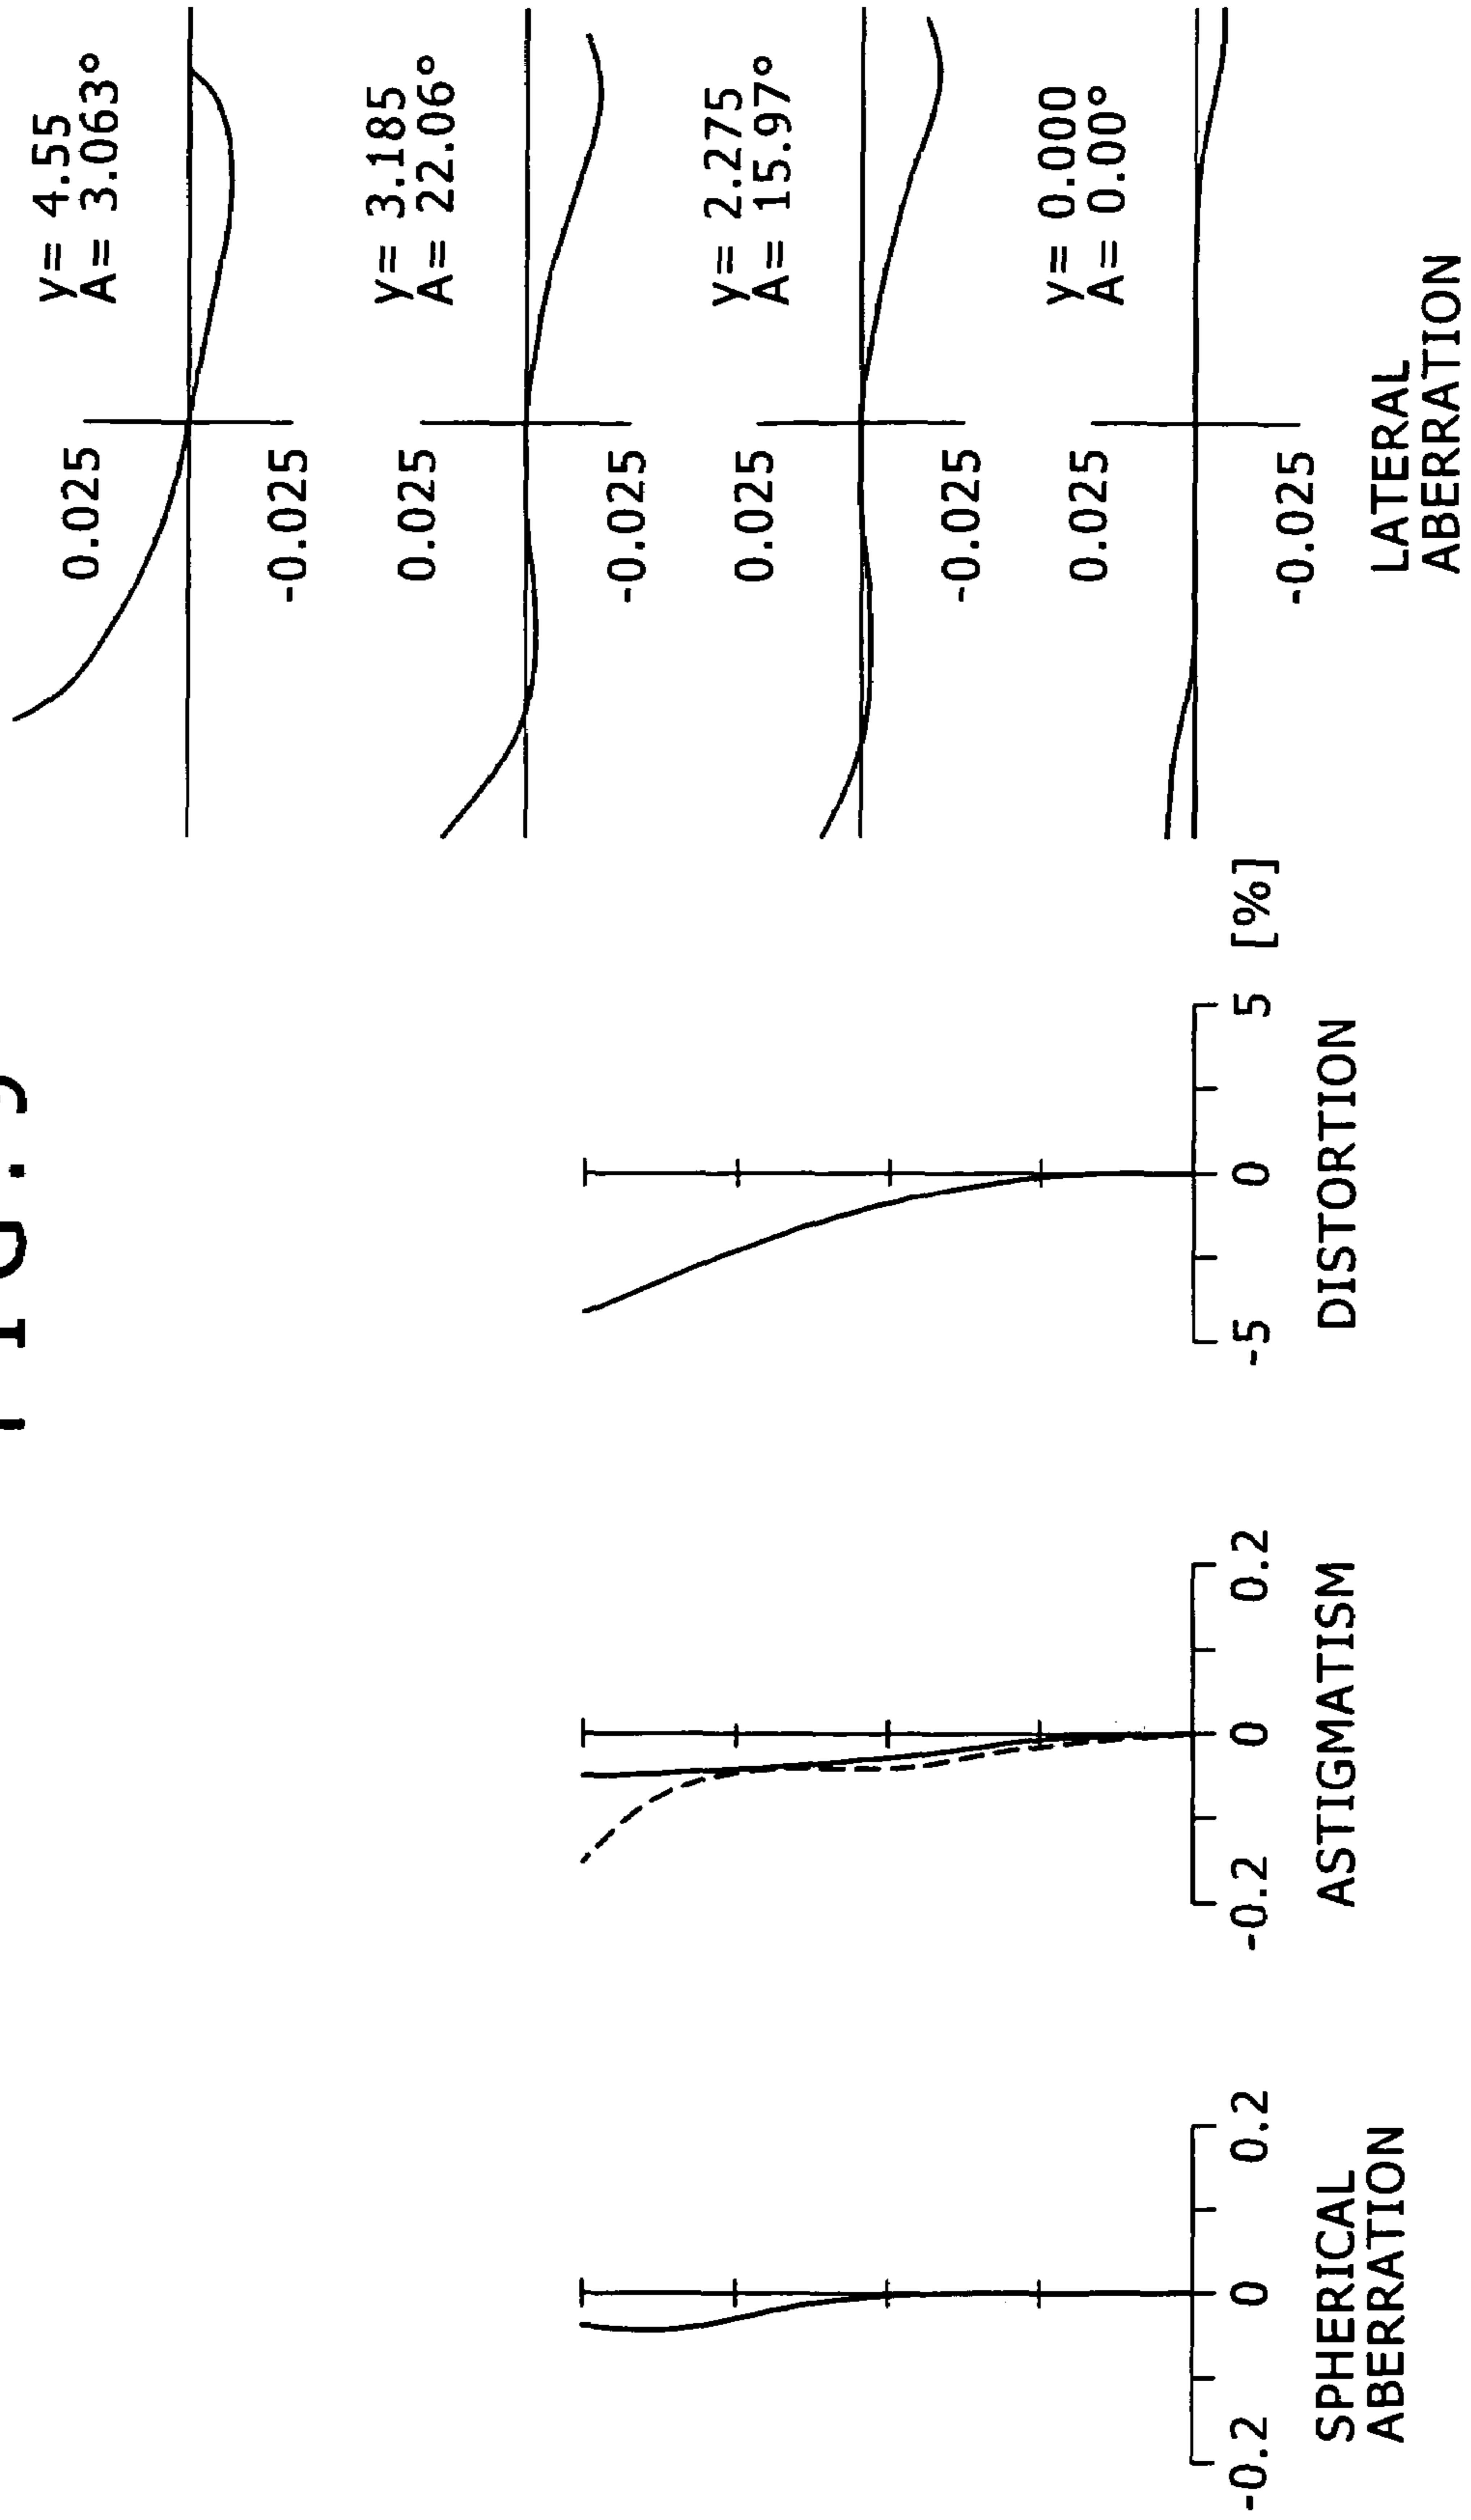 -0.2 0 0.2
SPHERICAL
ABERRATION
-0.2 0 0.2
ASTIGMATISM
-5 0 5 [%]
DISTORTION
0.025
Y= 4.55
A= 3.063°
-0.025
0.025
Y= 3.185
A= 22.06°
-0.025
0.025
Y= 2.275
A= 15.97°
-0.025
0.025
Y= 0.000
A= 0.00°
-0.025
LATERAL
ABERRATION